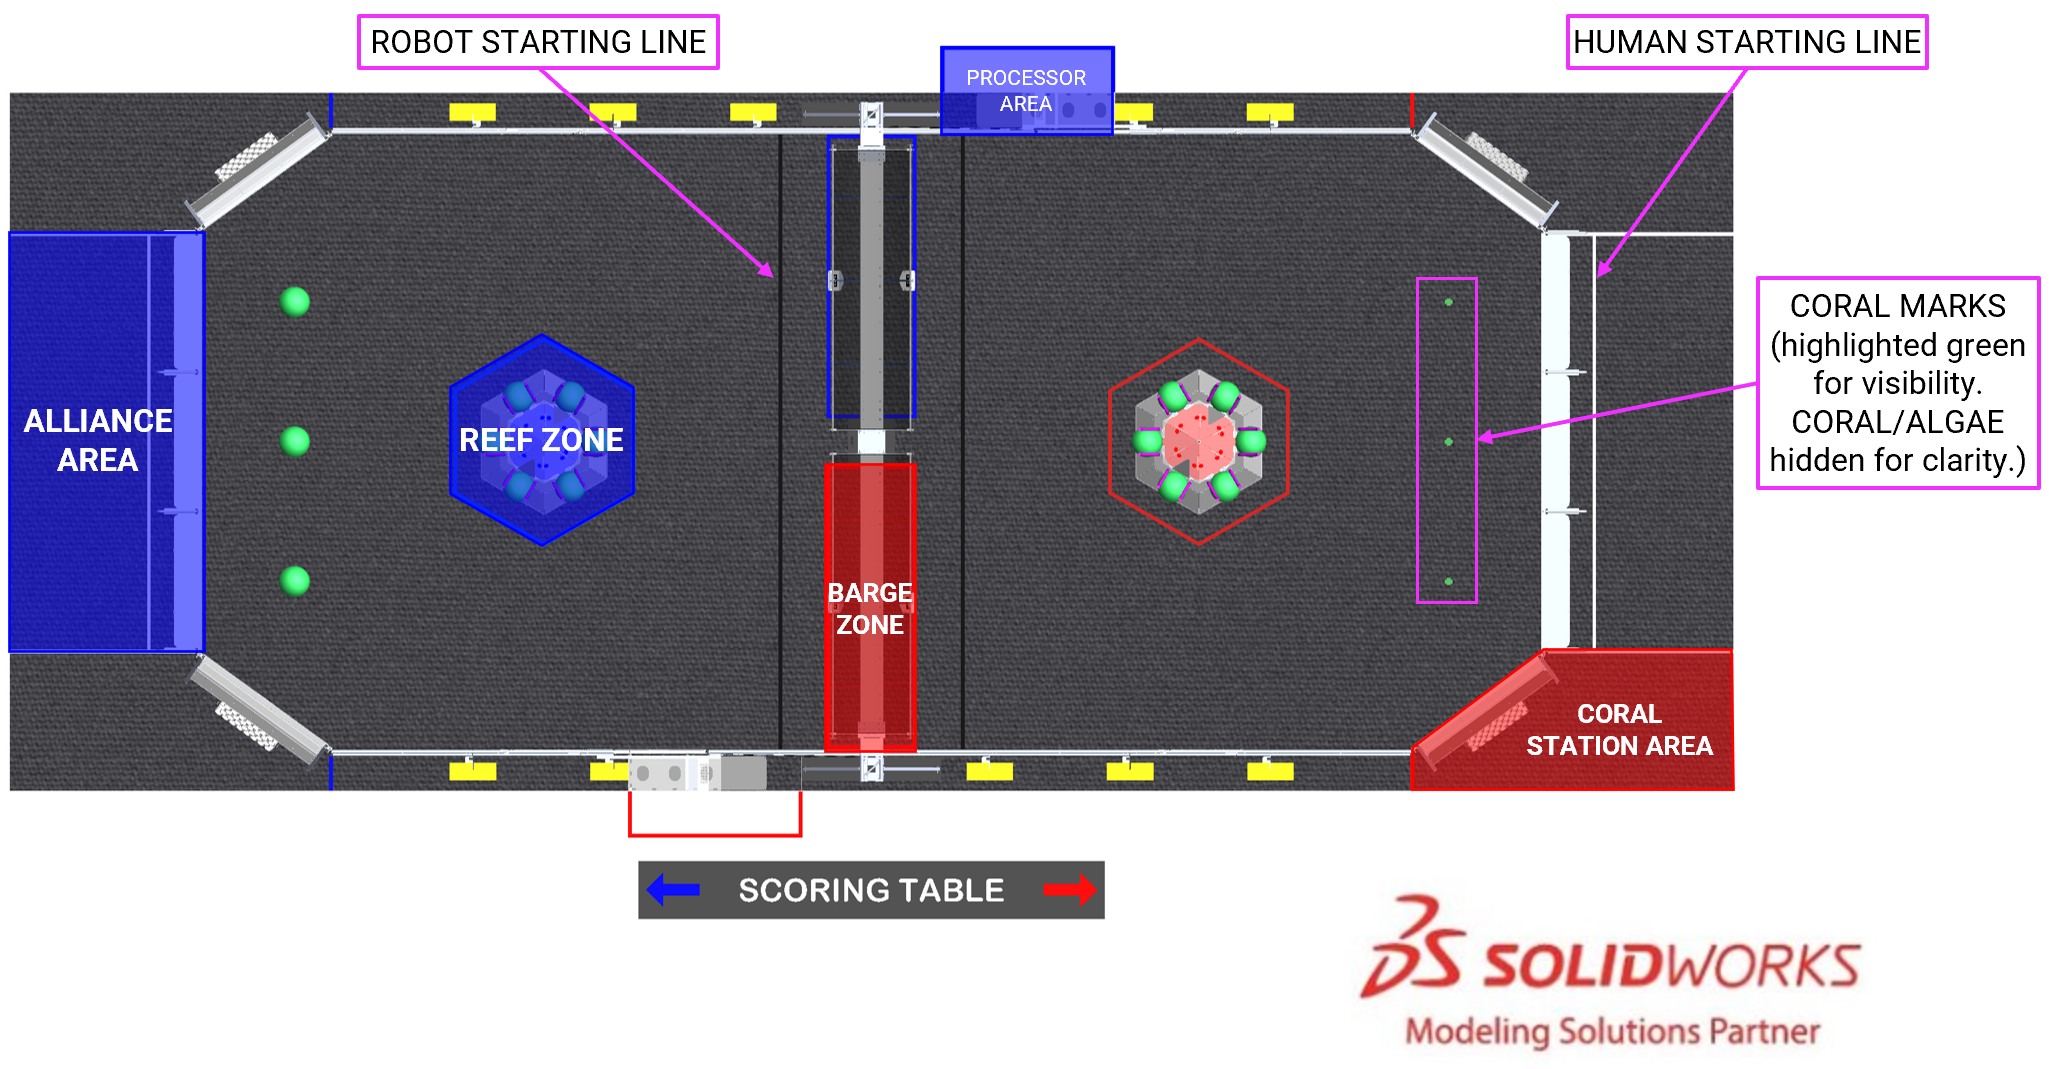 ROBOT STARTING LINE
HUMAN STARTING LINE
PROCESSOR
AREA
CORAL MARKS
(highlighted green
for visibility.
CORAL/ALGAE
hidden for clarity.)
ALLIANCE
AREA
REEF ZONE
BARGE
ZONE
CORAL
STATION AREA
SCORING TABLE
SOLIDWORKS
Modeling Solutions Partner